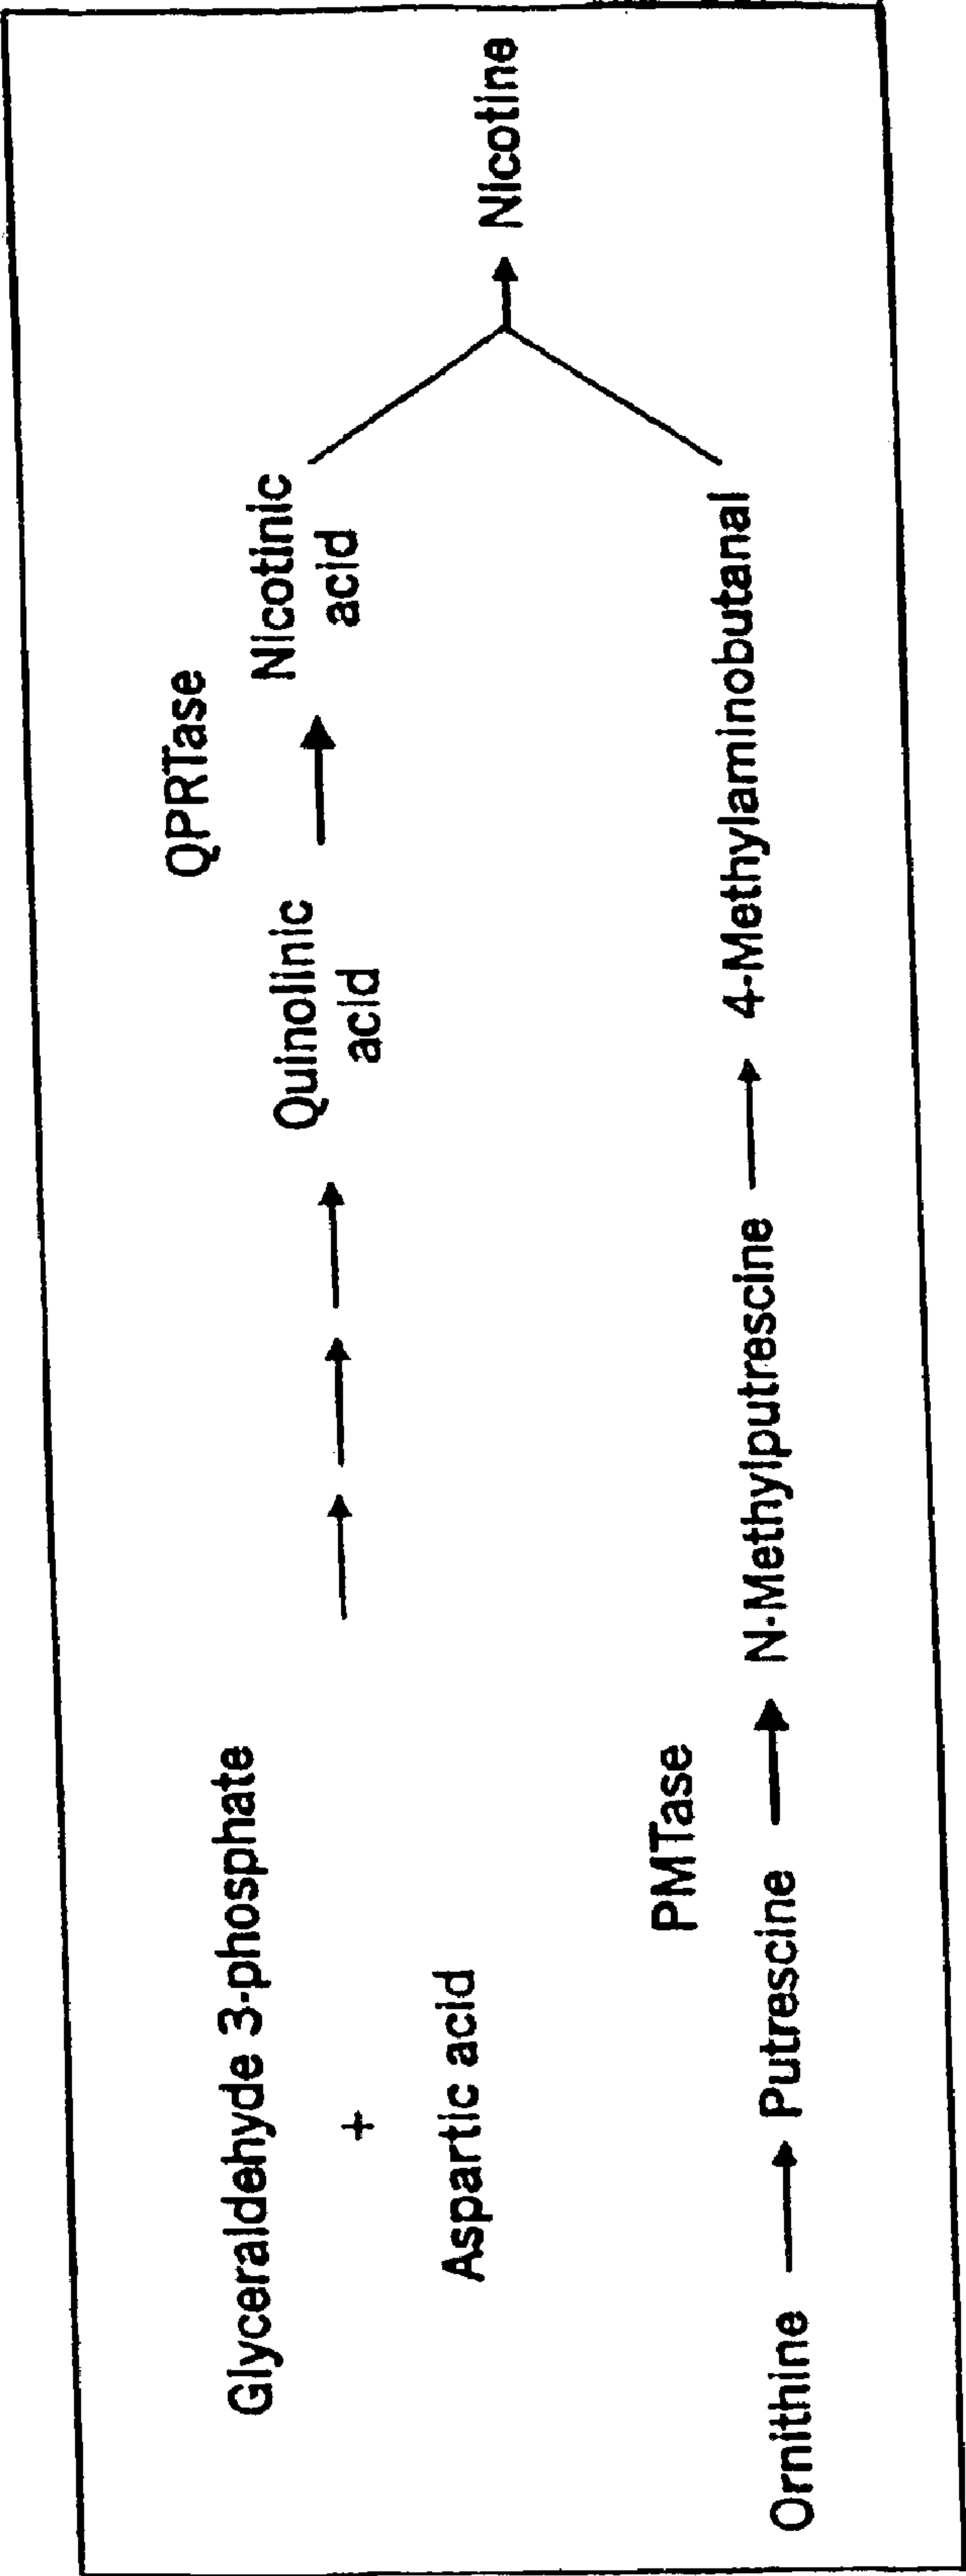 Glyceraldehyde 3-phosphate
+
Aspartic acid
Quinolinic
acid
QPRTase
Nicotinic
acid
Nicotine
Ornithine
Putrescine
PMTase
N-Methylputrescine
4-Methylaminobutanal